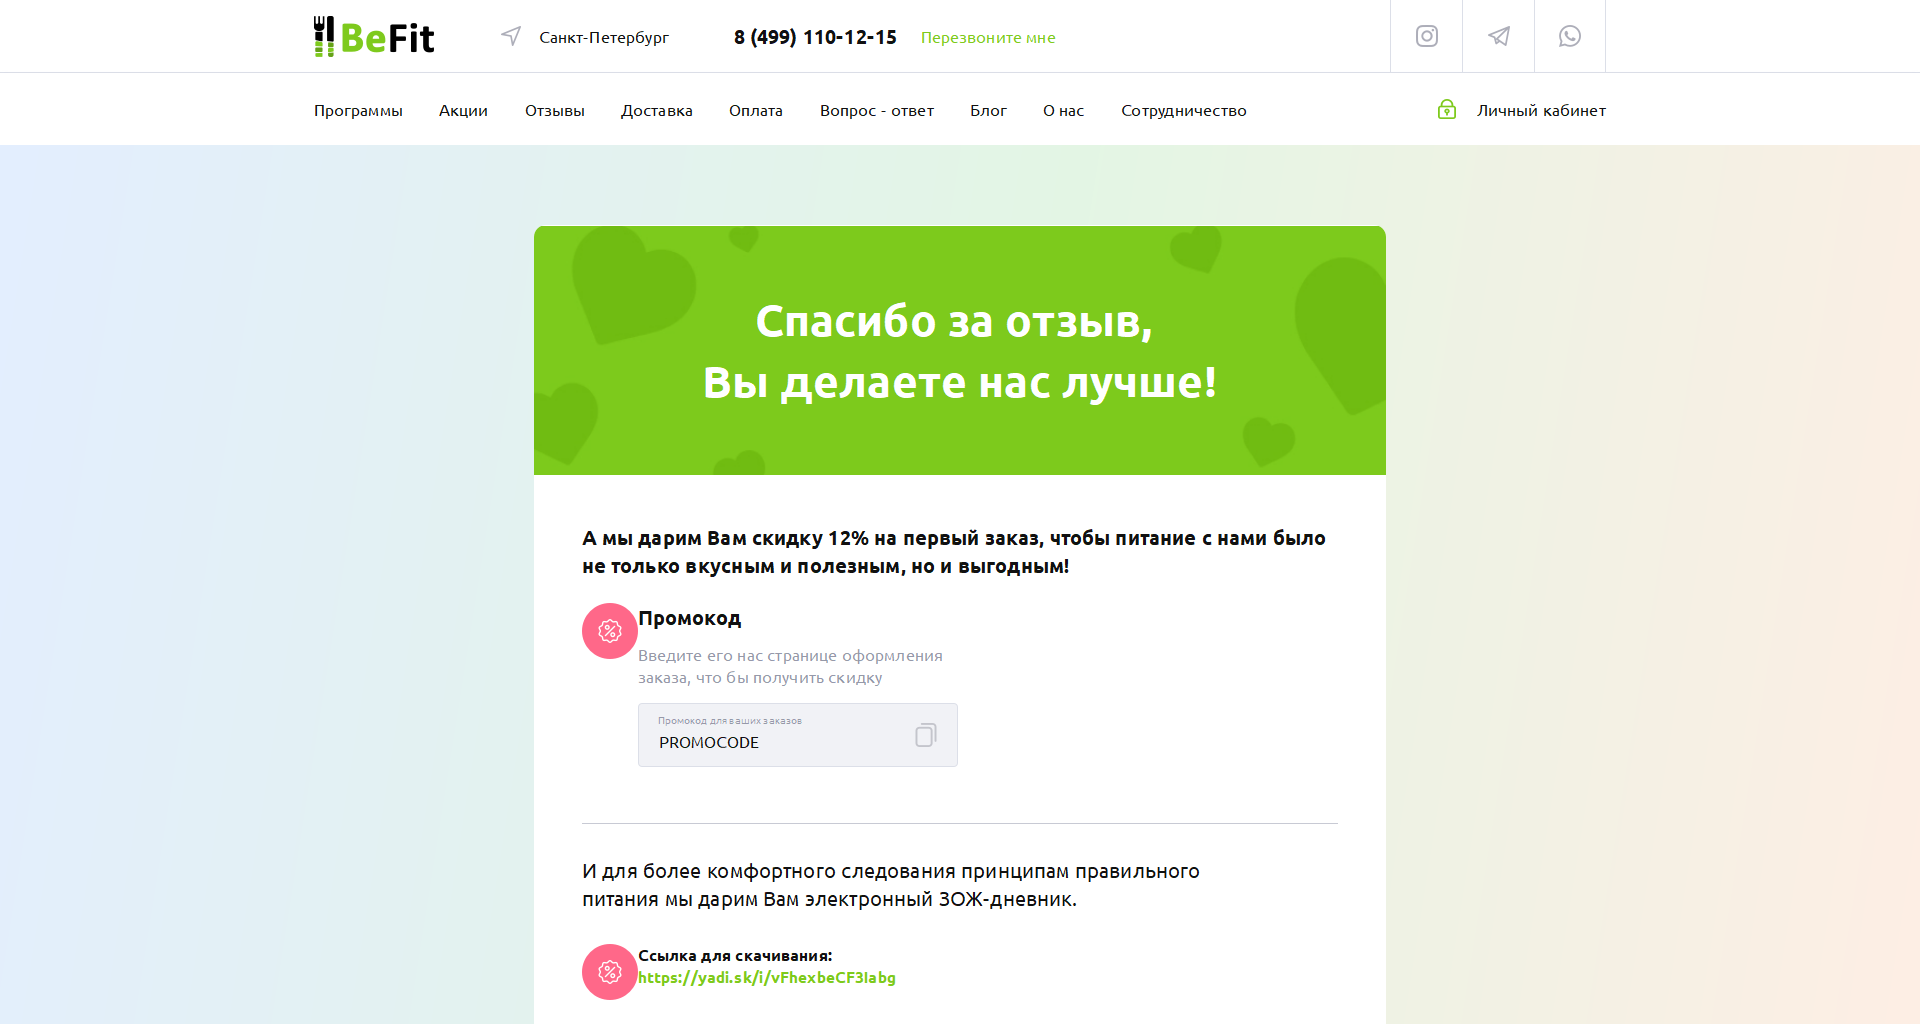 BeFit
Санкт-Петербург
8 (499) 110-12-15
Перезвоните мне
Программы
Акции
Отзывы
Доставка
Оплата
Вопрос - ответ
Блог
О нас
Сотрудничество
Личный кабинет
Спасибо за отзыв,
Вы делаете нас лучше!
А мы дарим Вам скидку 12% на первый заказ, чтобы питание с нами было
не только вкусным и полезным, но и выгодным!
Промокод
Введите его нас странице оформления
заказа, что бы получить скидку
Промокод для ваших заказов
PROMOCODE
И для более комфортного следования принципам правильного
питания мы дарим Вам электронный ЗОЖ-дневник.
Ссылка для скачивания:
https://yadi.sk/i/vFhexbeCF3Iabg